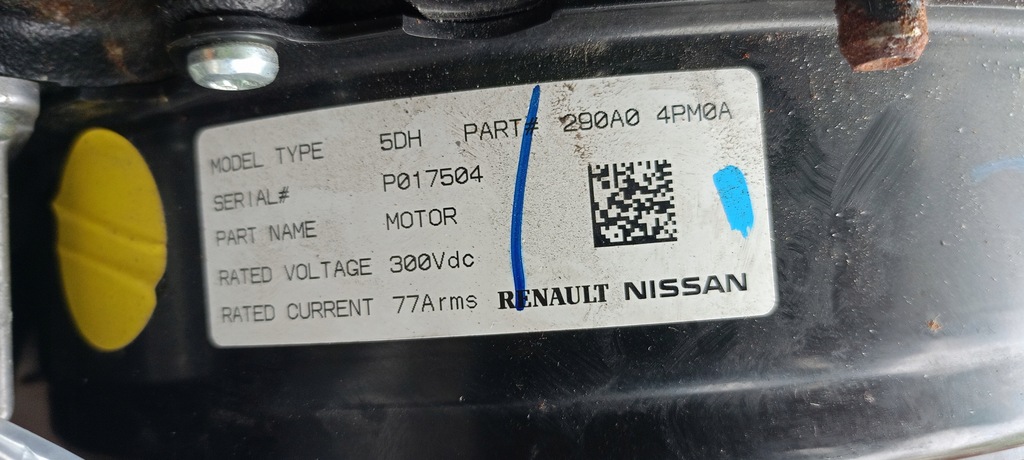 MODEL TYPE 5DH PART# 290A0 4PM0A
SERIAL# P017504
PART NAME MOTOR
RATED VOLTAGE 300Vdc
RATED CURRENT 77Arms RENAULT NISSAN